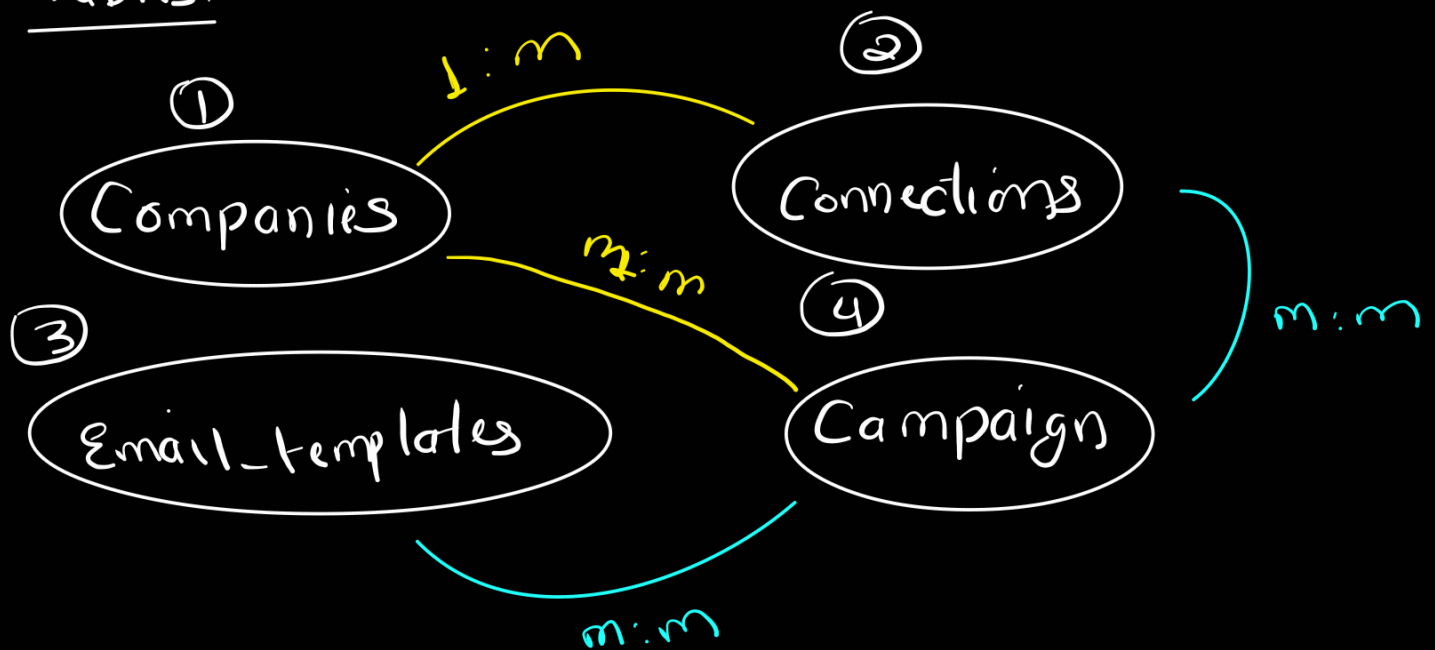 1 : m
②
①
Companies
Connections
m : m
④
③
m : m
Email_templates
Campaign
m : m